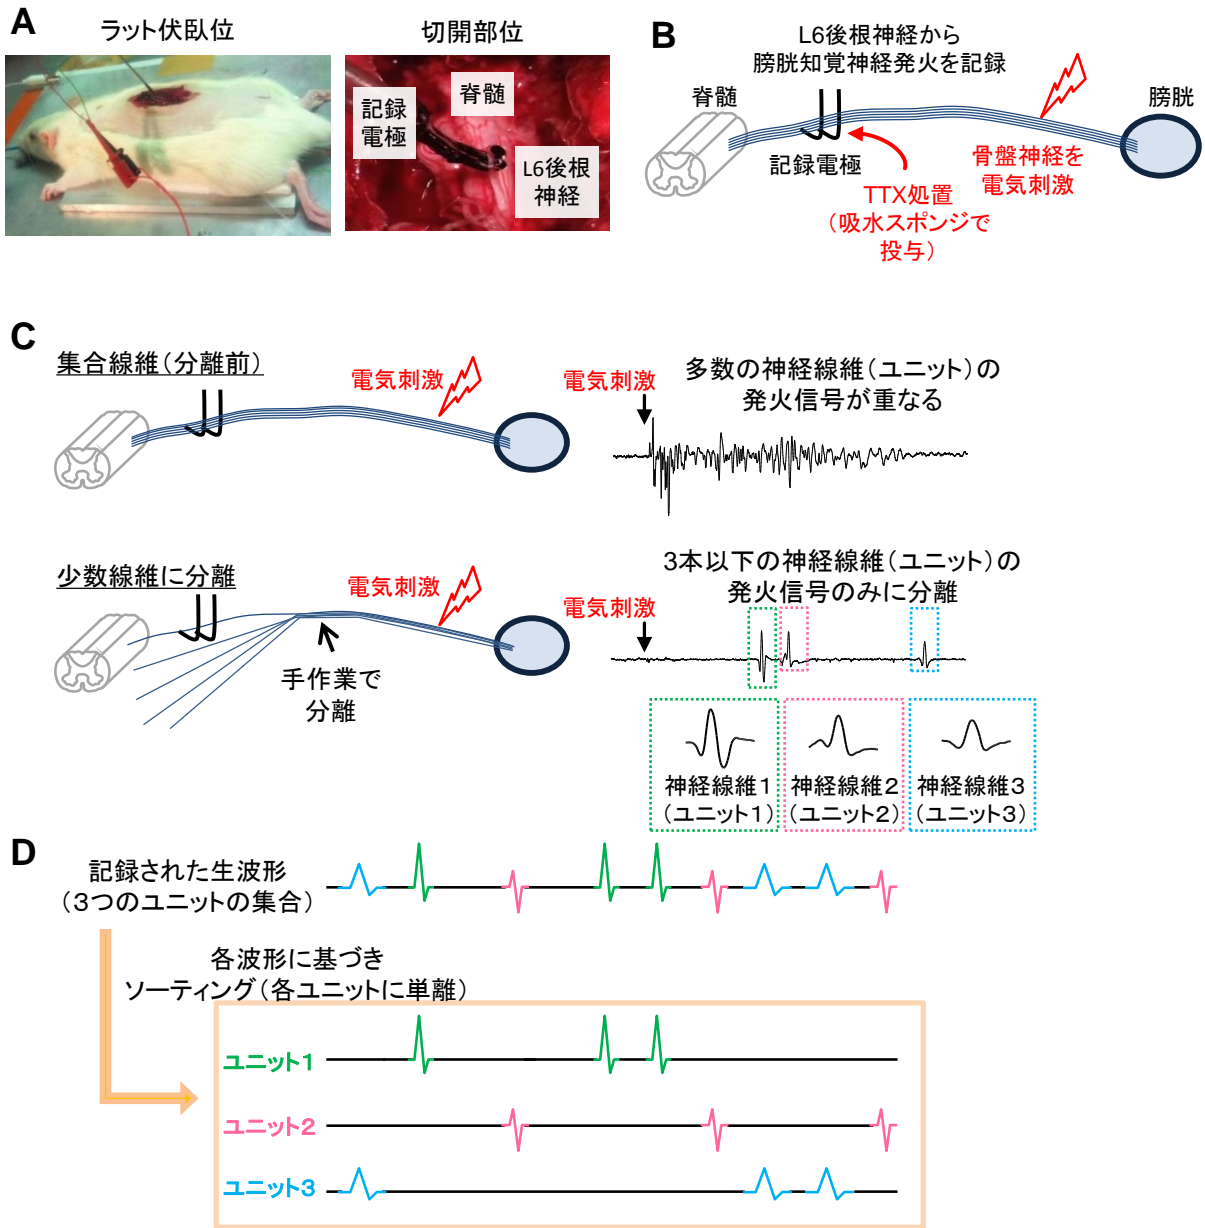 A
ラット伏臥位
切開部位
記録
電極
脊髄
L6後根
神経
B
L6後根神経から
膀胱知覚神経発火を記録
脊髄
膀胱
記録電極
骨盤神経を
電気刺激
TTX処置
（吸水スポンジで
投与）
C
集合線維（分離前）
電気刺激
電気刺激
多数の神経線維（ユニット）の
発火信号が重なる
少数線維に分離
電気刺激
手作業で
分離
電気刺激
3本以下の神経線維（ユニット）の
発火信号のみに分離
神経線維1
（ユニット1）
神経線維2
（ユニット2）
神経線維3
（ユニット3）
D
記録された生波形
（3つのユニットの集合）
各波形に基づき
ソーティング（各ユニットに単離）
ユニット1
ユニット2
ユニット3